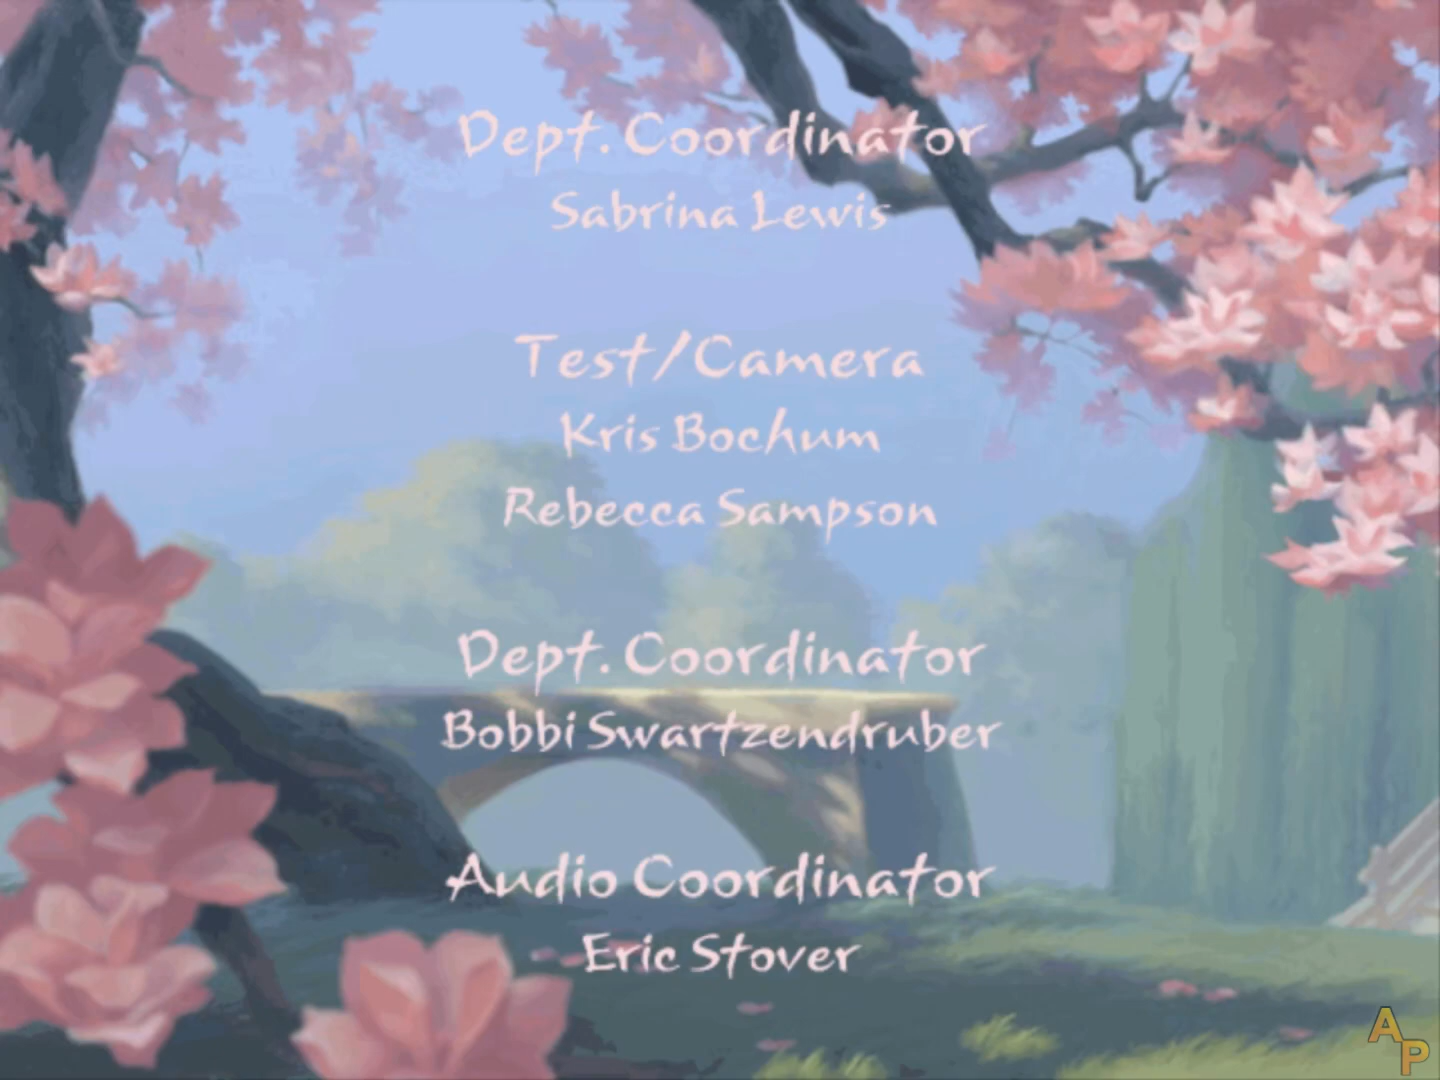 Dept. Coordinator
Sabrina Lewis
Test/Camera
Kris Bochum
Rebecca Sampson
Dept. Coordinator
Bobbi Swartzendruber
Audio Coordinator
Eric Stover
AP